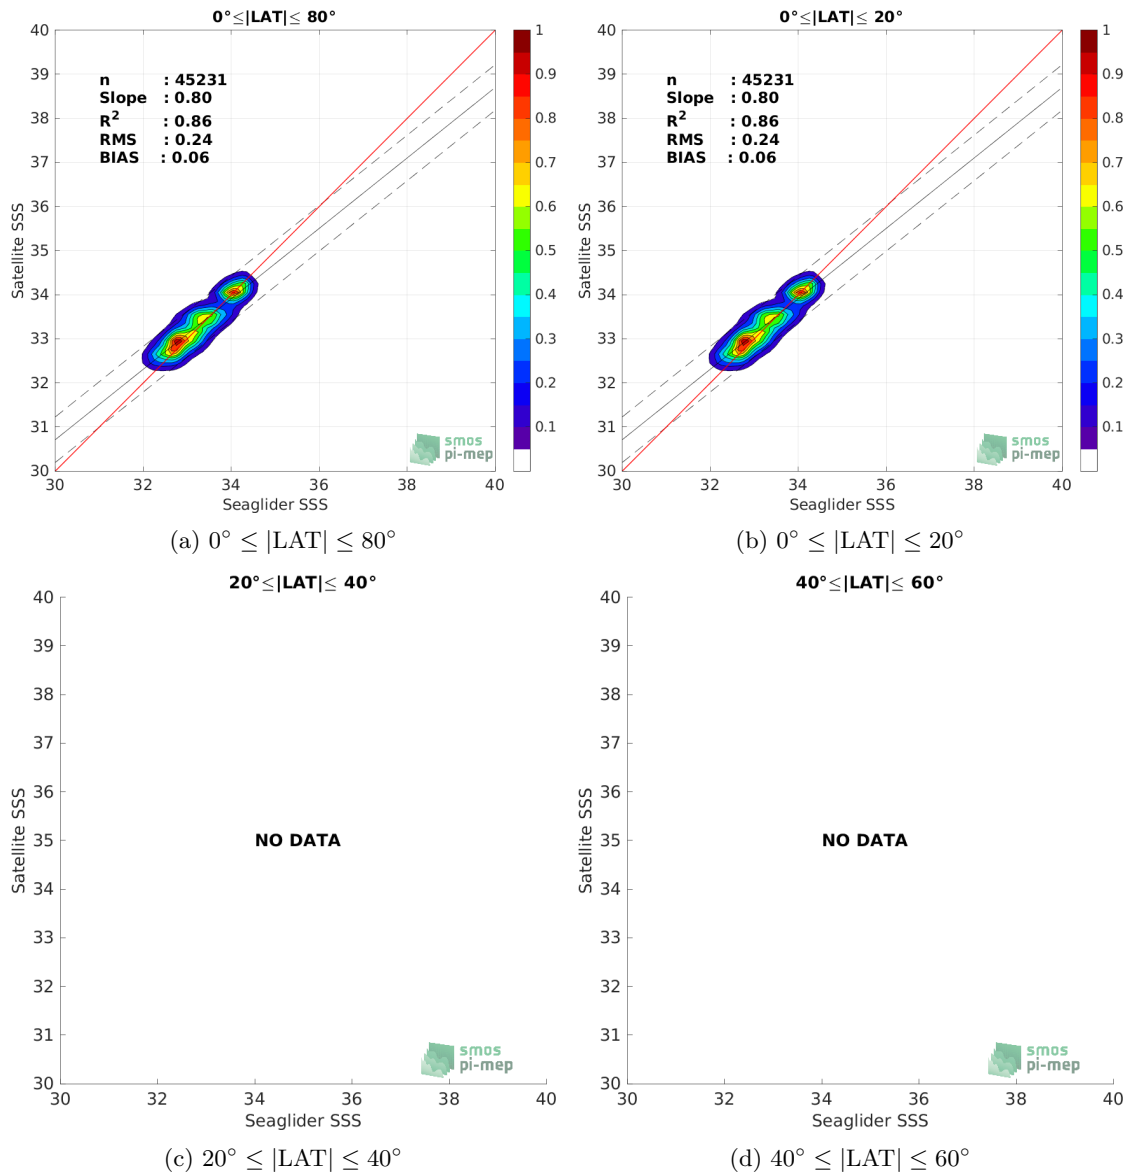 0°≤|LAT|≤ 80°
40
39
38
37
36
35
34
33
32
31
30
Satellite SSS
n : 45231
Slope : 0.80
R² : 0.86
RMS : 0.24
BIAS : 0.06
smos
pi-mep
30 32 34 36 38 40
Seaglider SSS
1
0.9
0.8
0.7
0.6
0.5
0.4
0.3
0.2
0.1
(a) 0° ≤ |LAT| ≤ 80°
0°≤|LAT|≤ 20°
40
39
38
37
36
35
34
33
32
31
30
Satellite SSS
n : 45231
Slope : 0.80
R² : 0.86
RMS : 0.24
BIAS : 0.06
smos
pi-mep
30 32 34 36 38 40
Seaglider SSS
1
0.9
0.8
0.7
0.6
0.5
0.4
0.3
0.2
0.1
(b) 0° ≤ |LAT| ≤ 20°
20°≤|LAT|≤ 40°
40
39
38
37
36
35
34
33
32
31
30
Satellite SSS
NO DATA
smos
pi-mep
30 32 34 36 38 40
Seaglider SSS
(c) 20° ≤ |LAT| ≤ 40°
40°≤|LAT|≤ 60°
40
39
38
37
36
35
34
33
32
31
30
Satellite SSS
NO DATA
smos
pi-mep
30 32 34 36 38 40
Seaglider SSS
(d) 40° ≤ |LAT| ≤ 60°